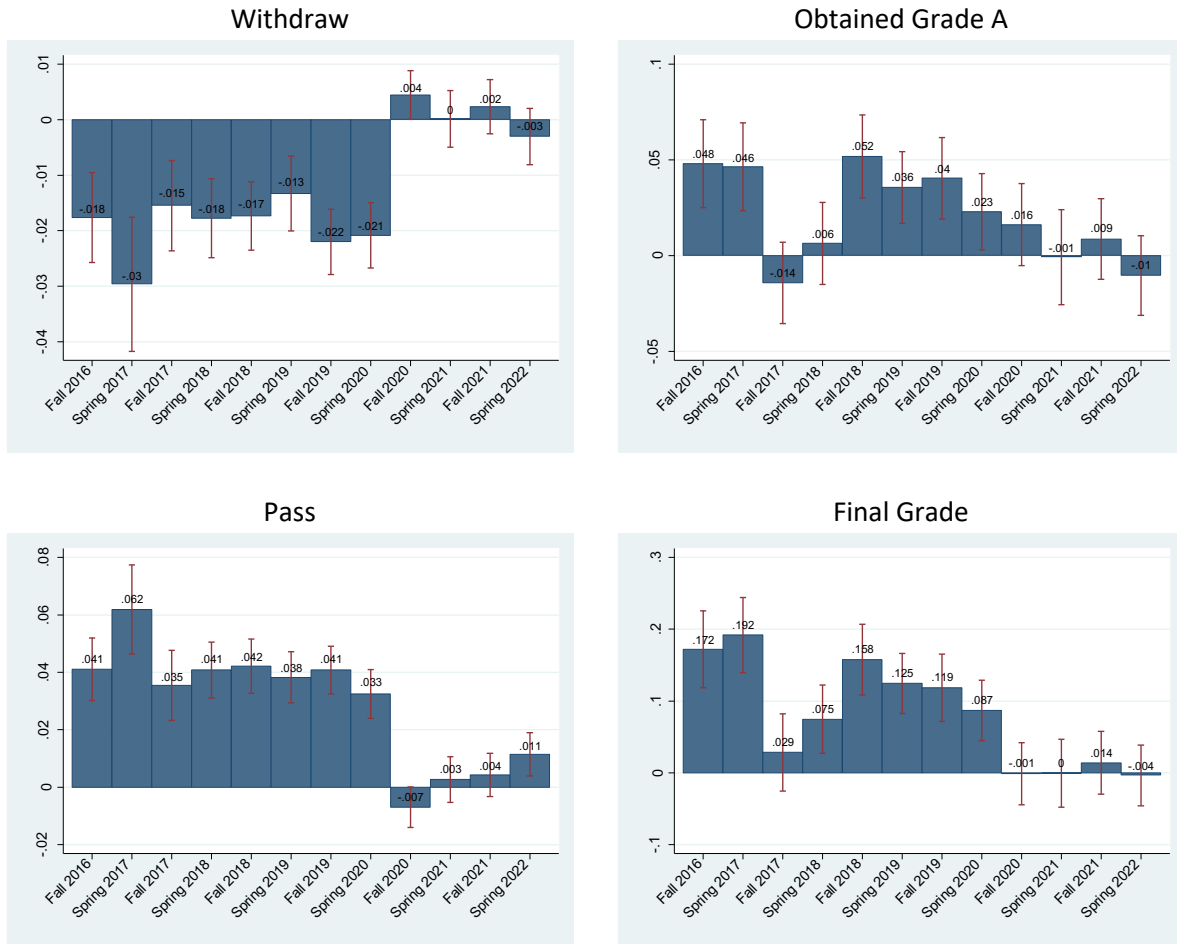 Withdraw
.01
0
-.01
-.02
-.03
-.04
-.018
-.03
-.015
-.018
-.017
-.013
-.022
-.021
.004
0
.002
-.003
Fall 2016
Spring 2017
Fall 2017
Spring 2018
Fall 2018
Spring 2019
Fall 2019
Spring 2020
Fall 2020
Spring 2021
Fall 2021
Spring 2022
Obtained Grade A
.1
.05
0
-.05
.048
.046
-.014
.006
.052
.036
.04
.023
.016
-.001
.009
-.01
Fall 2016
Spring 2017
Fall 2017
Spring 2018
Fall 2018
Spring 2019
Fall 2019
Spring 2020
Fall 2020
Spring 2021
Fall 2021
Spring 2022
Pass
.08
.06
.04
.02
0
-.02
.041
.062
.035
.041
.042
.038
.041
.033
-.007
.003
.004
.011
Fall 2016
Spring 2017
Fall 2017
Spring 2018
Fall 2018
Spring 2019
Fall 2019
Spring 2020
Fall 2020
Spring 2021
Fall 2021
Spring 2022
Final Grade
.3
.2
.1
0
-.1
.172
.192
.029
.075
.158
.125
.119
.087
-.001
0
.014
-.004
Fall 2016
Spring 2017
Fall 2017
Spring 2018
Fall 2018
Spring 2019
Fall 2019
Spring 2020
Fall 2020
Spring 2021
Fall 2021
Spring 2022